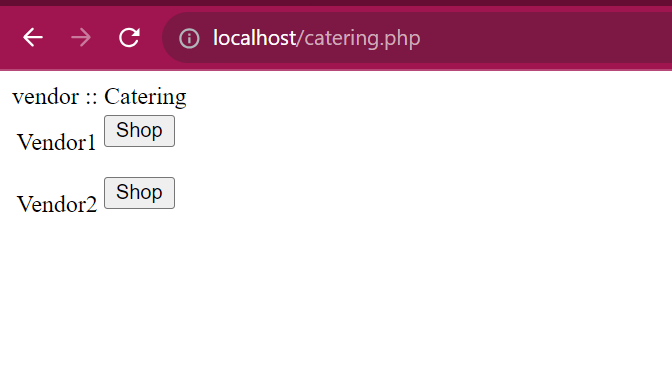 localhost/catering.php
vendor :: Catering
Vendor1 Shop
Vendor2 Shop